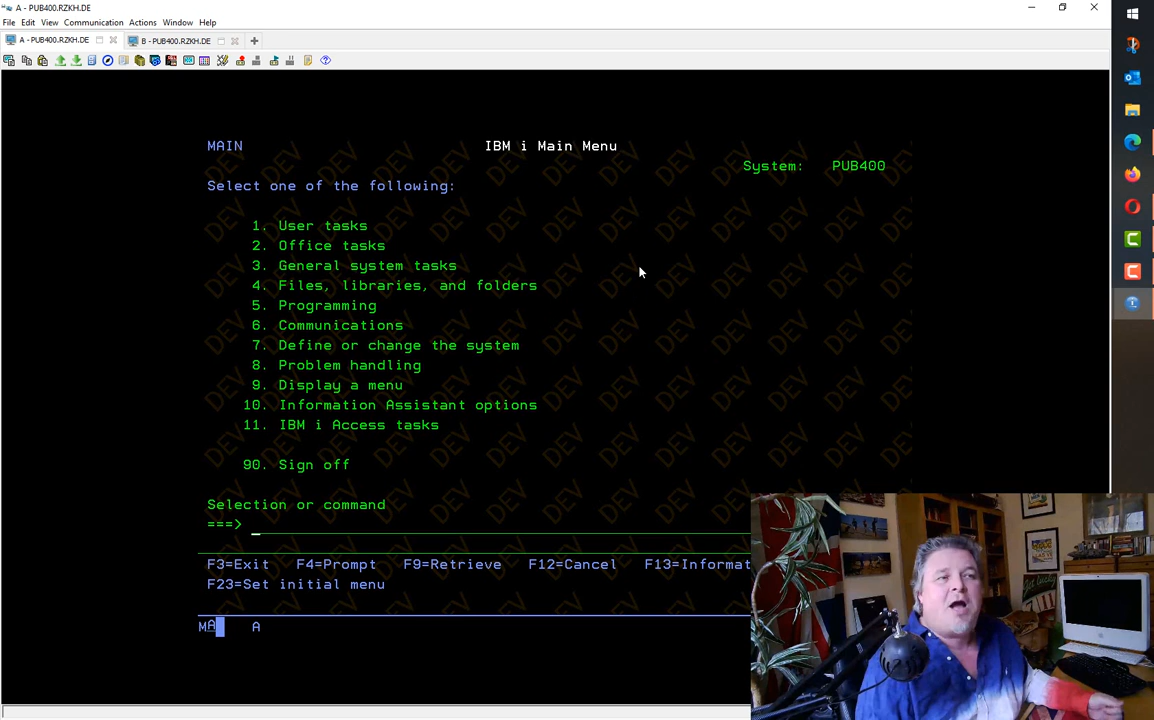 A - PUB400.RZKH.DE
File Edit View Communication Actions Window Help
A - PUB400.RZKH.DE B - PUB400.RZKH.DE
MAIN IBM i Main Menu
System: PUB400
Select one of the following:
1. User tasks
2. Office tasks
3. General system tasks
4. Files, libraries, and folders
5. Programming
6. Communications
7. Define or change the system
8. Problem handling
9. Display a menu
10. Information Assistant options
11. IBM i Access tasks
90. Sign off
Selection or command
===>
F3=Exit F4=Prompt F9=Retrieve F12=Cancel F13=Informat
F23=Set initial menu
MA A